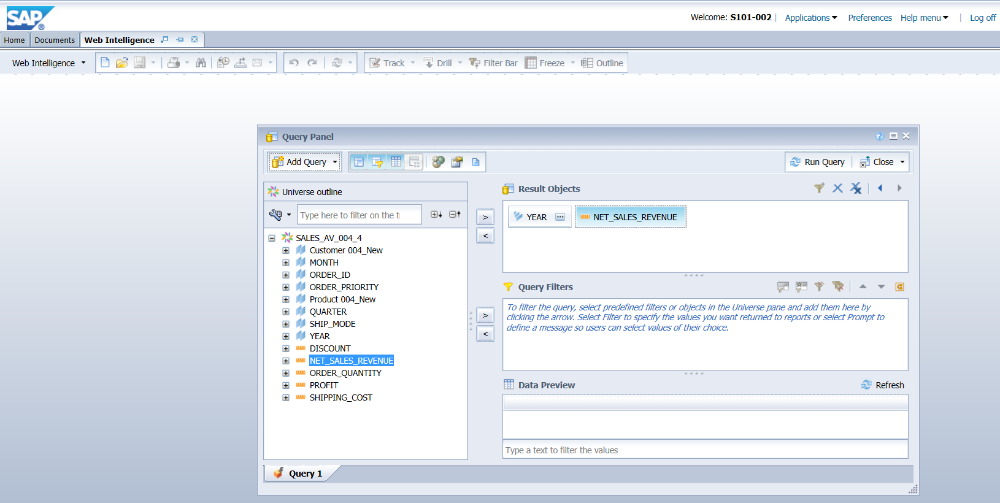 SAP ®
Welcome: S101-002 | Applications Preferences Help menu | Log off
Home Documents Web Intelligence
Web Intelligence Track Drill Filter Bar Freeze Outline
Query Panel
Add Query Run Query Close
Universe outline
Type here to filter on the t
SALES_AV_004_4
Customer 004_New
MONTH
ORDER_ID
ORDER_PRIORITY
Product 004_New
QUARTER
SHIP_MODE
YEAR
DISCOUNT
NET_SALES_REVENUE
ORDER_QUANTITY
PROFIT
SHIPPING_COST
>
<
>
<
Result Objects
YEAR ... NET_SALES_REVENUE
Query Filters
To filter the query, select predefined filters or objects in the Universe pane and add them here by
clicking the arrow. Select Filter to specify the values you want returned to reports or select Prompt to
define a message so users can select values of their choice.
Data Preview Refresh
Type a text to filter the values
Query 1